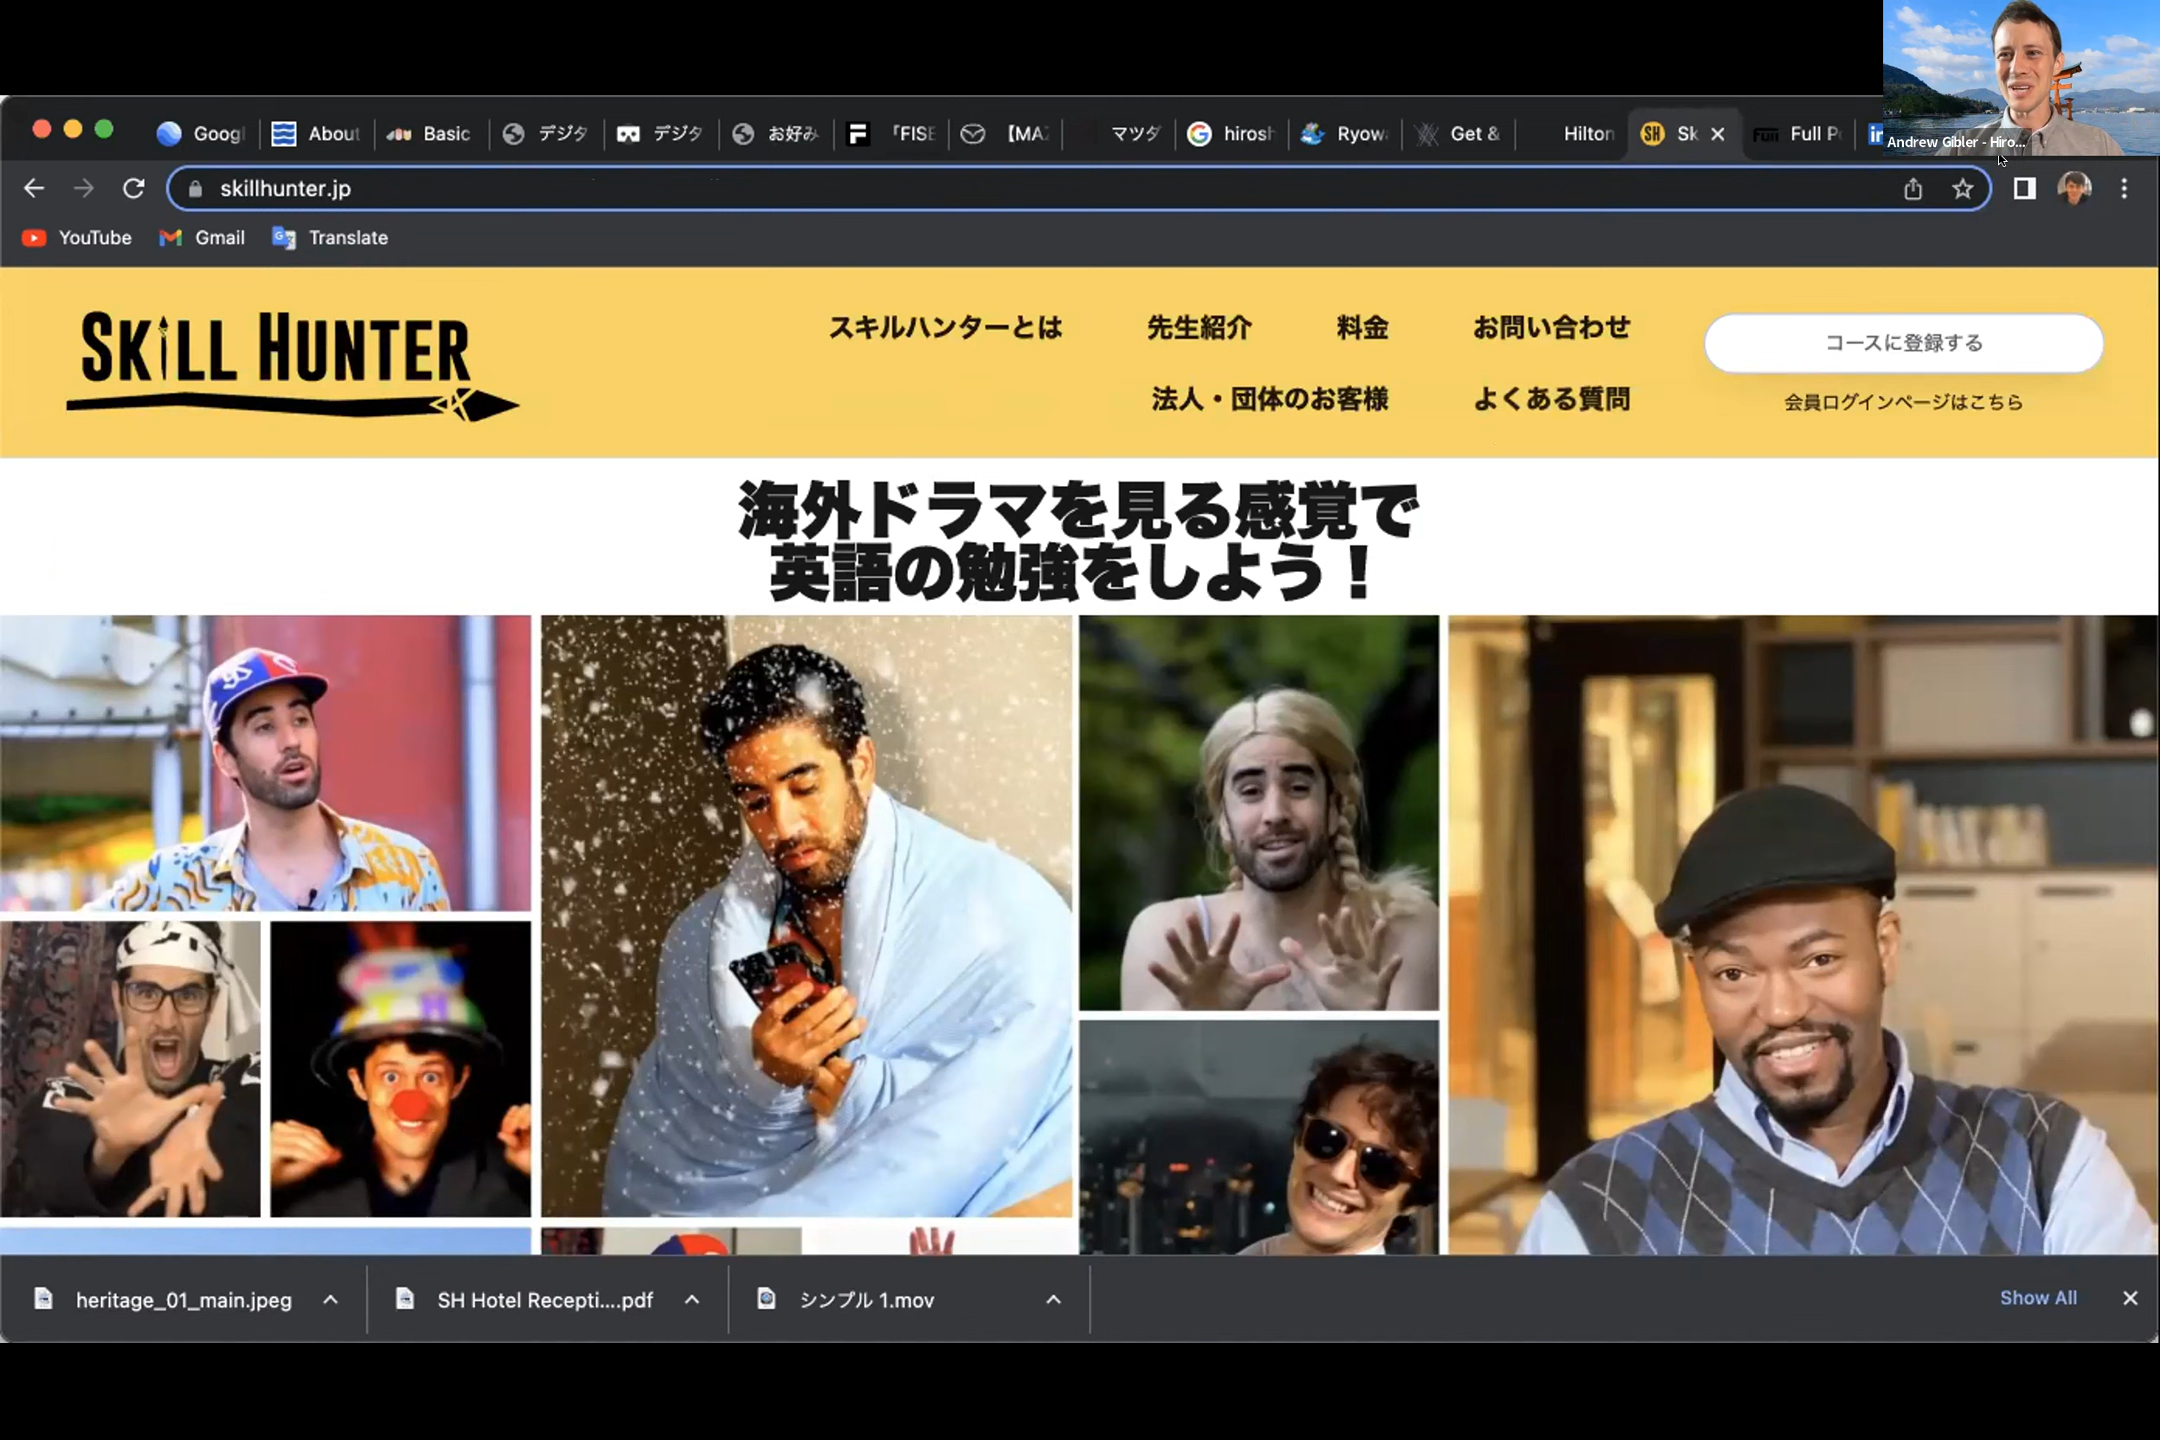 Andrew Gibler - Hiro...
Googl
About
Basic
デジタ
デジタ
お好み
F
「FISE
【MA
マツダ
hirosh
Ryow
Get &
Hilton
SH
Sk
Full P
in
skillhunter.jp
YouTube
Gmail
Translate
SKILL HUNTER
スキルハンターとは
先生紹介
料金
お問い合わせ
法人・団体のお客様
よくある質問
コースに登録する
会員ログインページはこちら
海外ドラマを見る感覚で
英語の勉強をしよう！
heritage_01_main.jpeg
SH Hotel Recepti....pdf
シンプル 1.mov
Show All